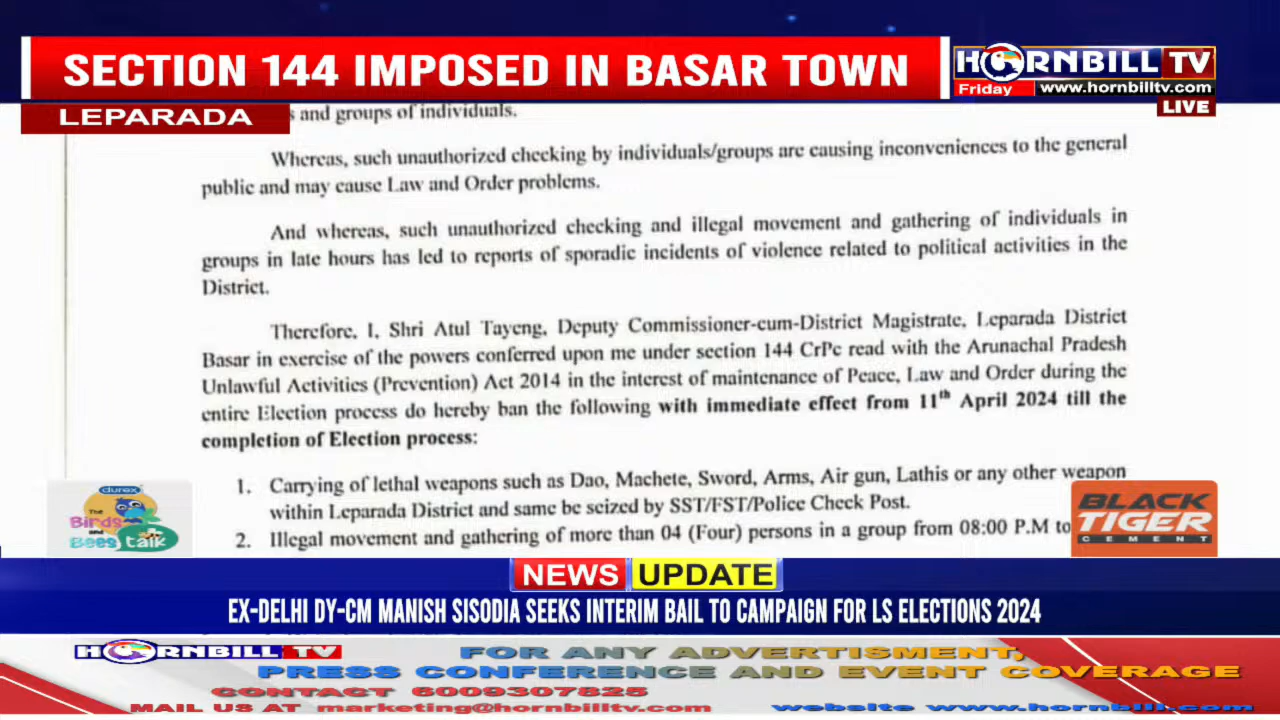 SECTION 144 IMPOSED IN BASAR TOWN
HORNBILL TV
Friday www.hornbilltv.com
LIVE
LEPARADA
and groups of individuals.
Whereas, such unauthorized checking by individuals/groups are causing inconveniences to the general
public and may cause Law and Order problems.
And whereas, such unauthorized checking and illegal movement and gathering of individuals in
groups in late hours has led to reports of sporadic incidents of violence related to political activities in the
District.
Therefore, I, Shri Atul Tayeng, Deputy Commissioner-cum-District Magistrate, Leparada District
Basar in exercise of the powers conferred upon me under section 144 CrPc read with the Arunachal Pradesh
Unlawful Activities (Prevention) Act 2014 in the interest of maintenance of Peace, Law and Order during the
entire Election process do hereby ban the following with immediate effect from 11th April 2024 till the
completion of Election process:
1. Carrying of lethal weapons such as Dao, Machete, Sword, Arms, Air gun, Lathis or any other weapon
within Leparada District and same be seized by SST/FST/Police Check Post.
2. Illegal movement and gathering of more than 04 (Four) persons in a group from 08:00 P.M to
durex
The
Birds
and
Bees talk
BLACK
TIGER
CEMENT
NEWS UPDATE
EX-DELHI DY-CM MANISH SISODIA SEEKS INTERIM BAIL TO CAMPAIGN FOR LS ELECTIONS 2024
HORNBILL TV
FOR ANY ADVERTISMENT,
PRESS CONFERENCE AND EVENT COVERAGE
CONTACT 6009307825
MAIL US AT marketing@hornbilltv.com website www.hornbilltv.com